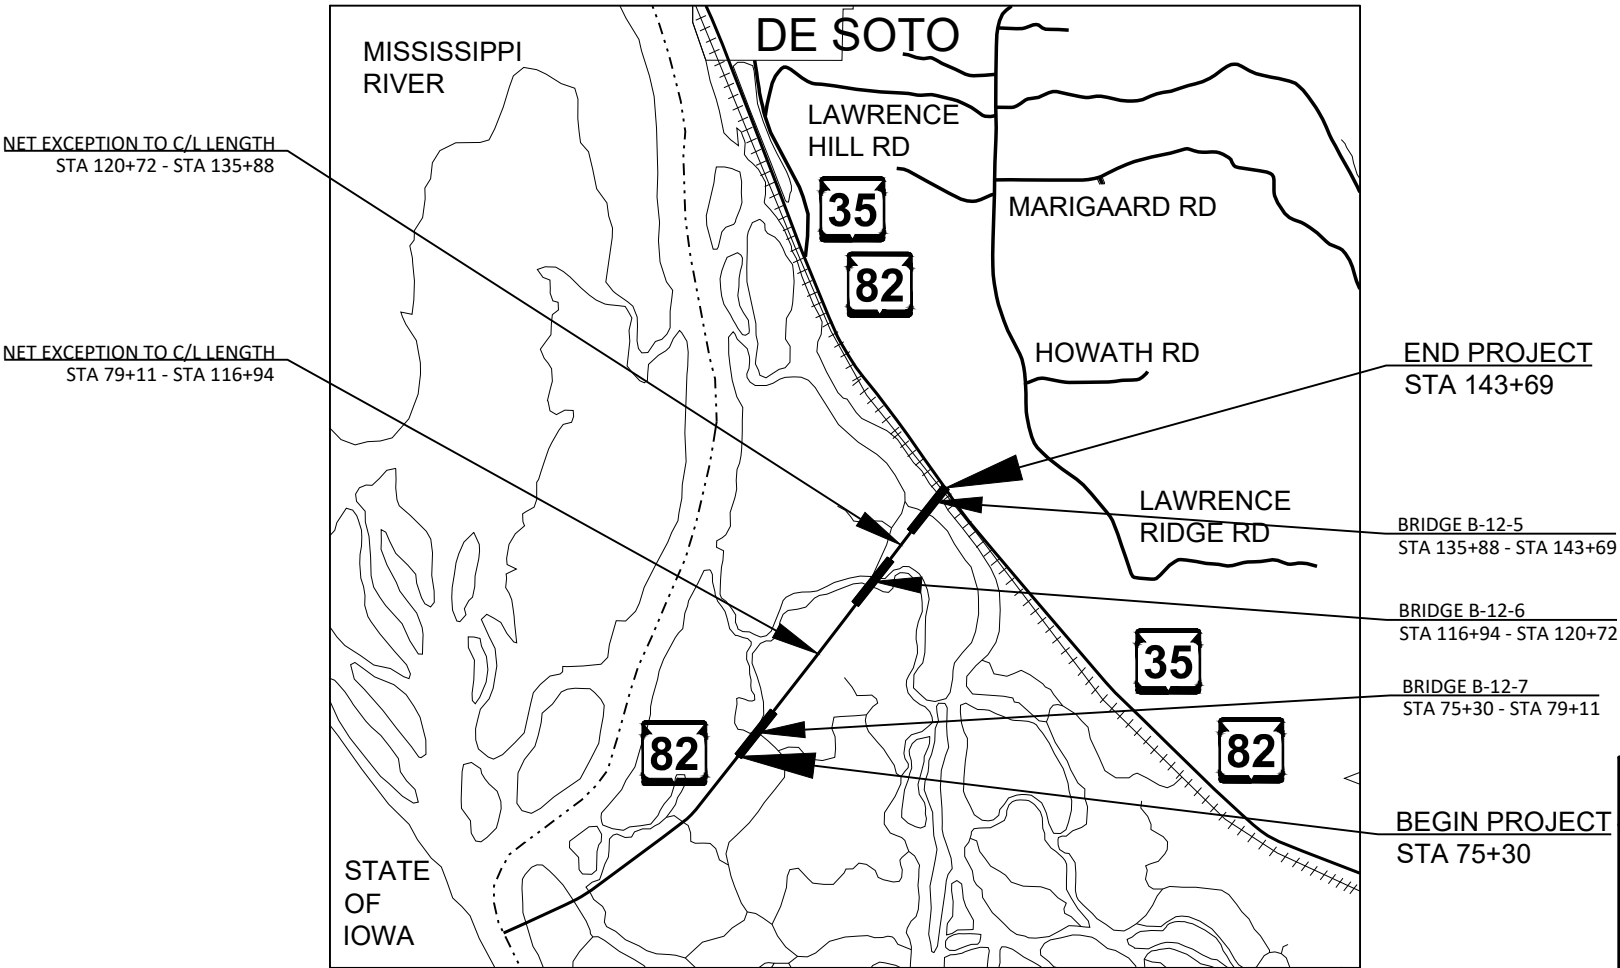 MISSISSIPPI
RIVER
DE SOTO
NET EXCEPTION TO C/L LENGTH
STA 120+72 - STA 135+88
LAWRENCE
HILL RD
35
MARIGAARD RD
82
NET EXCEPTION TO C/L LENGTH
STA 79+11 - STA 116+94
HOWATH RD
END PROJECT
STA 143+69
LAWRENCE
RIDGE RD
BRIDGE B-12-5
STA 135+88 - STA 143+69
BRIDGE B-12-6
STA 116+94 - STA 120+72
35
BRIDGE B-12-7
STA 75+30 - STA 79+11
82
82
BEGIN PROJECT
STA 75+30
STATE
OF
IOWA